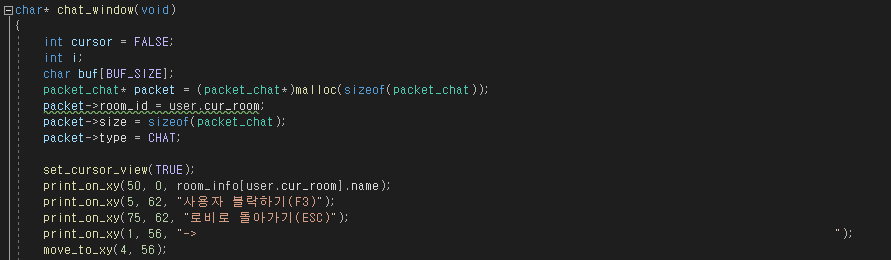 char* chat_window(void)
{
    int cursor = FALSE;
    int i;
    char buf[BUF_SIZE];
    packet_chat* packet = (packet_chat*)malloc(sizeof(packet_chat));
    packet->room_id = user.cur_room;
    packet->size = sizeof(packet_chat);
    packet->type = CHAT;

    set_cursor_view(TRUE);
    print_on_xy(50, 0, room_info[user.cur_room].name);
    print_on_xy(5, 62, "사용자 블락하기(F3)");
    print_on_xy(75, 62, "로비로 돌아가기(ESC)");
    print_on_xy(1, 56, "->                                                                                          ");
    move_to_xy(4, 56);